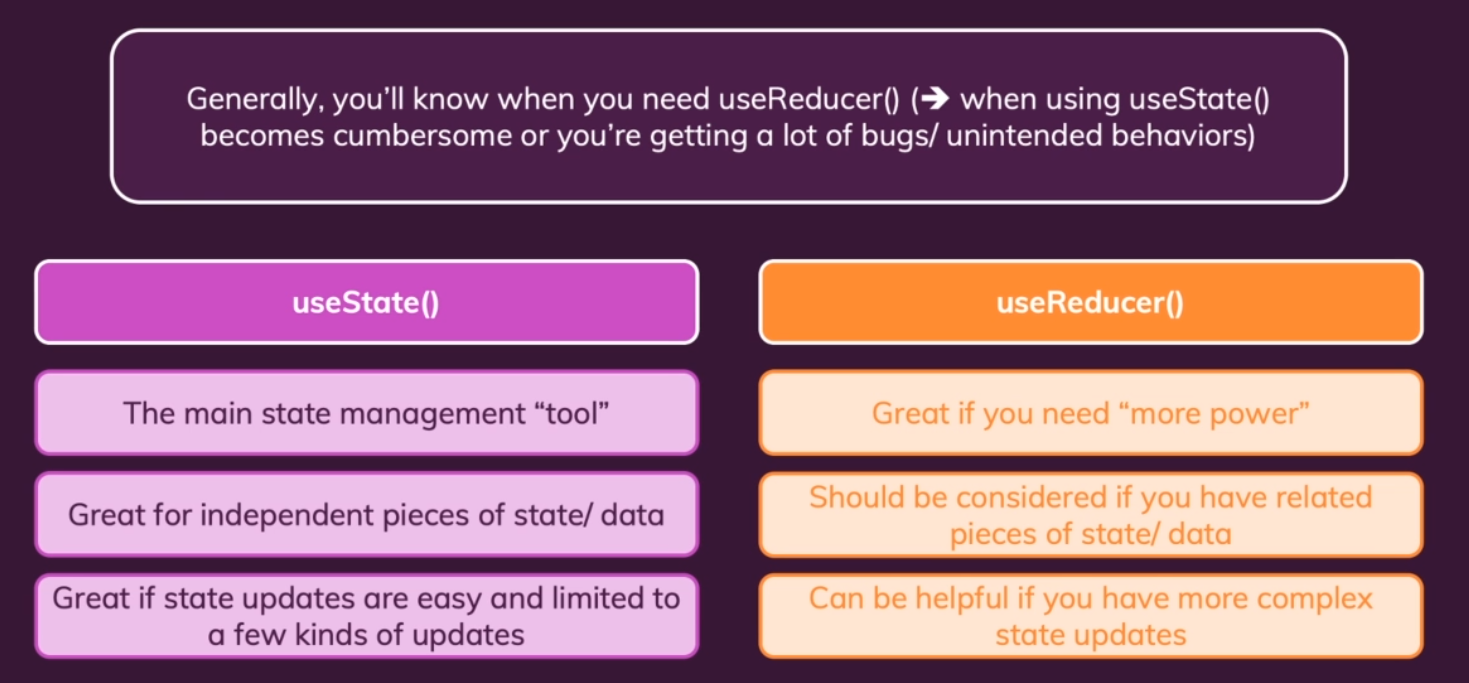 Generally, you'll know when you need useReducer() (➔ when using useState()
becomes cumbersome or you're getting a lot of bugs/ unintended behaviors)
useState()
The main state management “tool”
Great for independent pieces of state/ data
Great if state updates are easy and limited to
a few kinds of updates
useReducer()
Great if you need “more power”
Should be considered if you have related
pieces of state/ data
Can be helpful if you have more complex
state updates